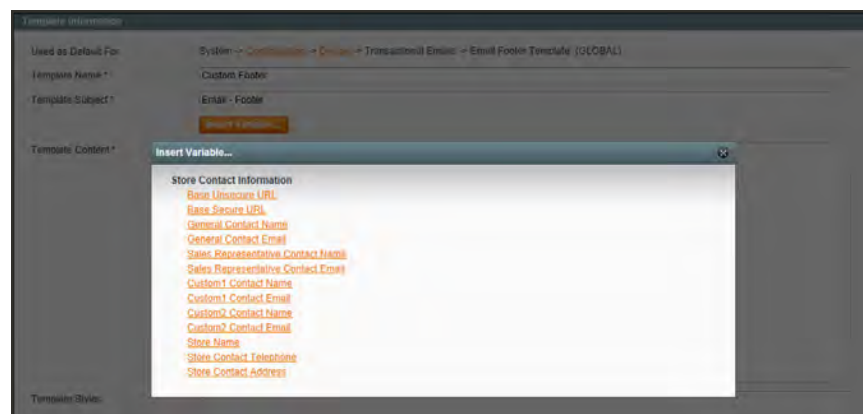 Template Information
Used as Default For System -> Configuration -> Design -> Transactional Emails -> Email Footer Template (GLOBAL)
Template Name * Custom Footer
Template Subject * Email - Footer
Insert Variable...
Template Content *
Insert Variable...
Store Contact Information
Base Unsecure URL
Base Secure URL
General Contact Name
General Contact Email
Sales Representative Contact Name
Sales Representative Contact Email
Custom1 Contact Name
Custom1 Contact Email
Custom2 Contact Name
Custom2 Contact Email
Store Name
Store Contact Telephone
Store Contact Address
Template Styles